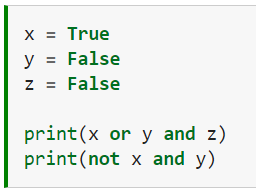 x = True
y = False
z = False
print(x or y and z)
print(not x and y)